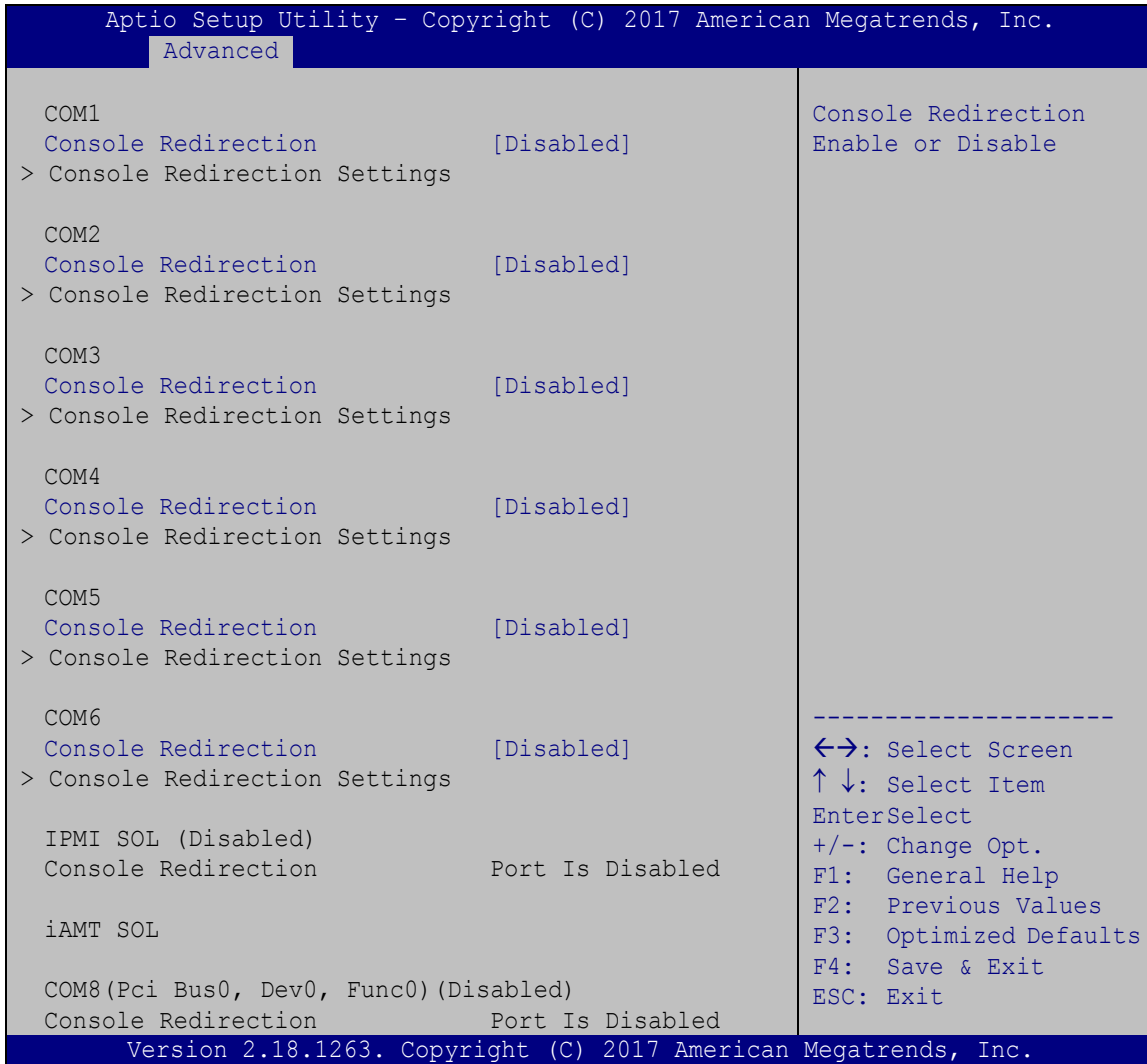 Aptio Setup Utility – Copyright (C) 2017 American Megatrends, Inc.
Advanced
COM1
Console Redirection [Disabled]
> Console Redirection Settings
COM2
Console Redirection [Disabled]
> Console Redirection Settings
COM3
Console Redirection [Disabled]
> Console Redirection Settings
COM4
Console Redirection [Disabled]
> Console Redirection Settings
COM5
Console Redirection [Disabled]
> Console Redirection Settings
COM6
Console Redirection [Disabled]
> Console Redirection Settings
IPMI SOL (Disabled)
Console Redirection Port Is Disabled
iAMT SOL
COM8(Pci Bus0, Dev0, Func0)(Disabled)
Console Redirection Port Is Disabled
Console Redirection
Enable or Disable
---------------------
←→: Select Screen
↑ ↓: Select Item
EnterSelect
+/-: Change Opt.
F1: General Help
F2: Previous Values
F3: Optimized Defaults
F4: Save & Exit
ESC: Exit
Version 2.18.1263. Copyright (C) 2017 American Megatrends, Inc.